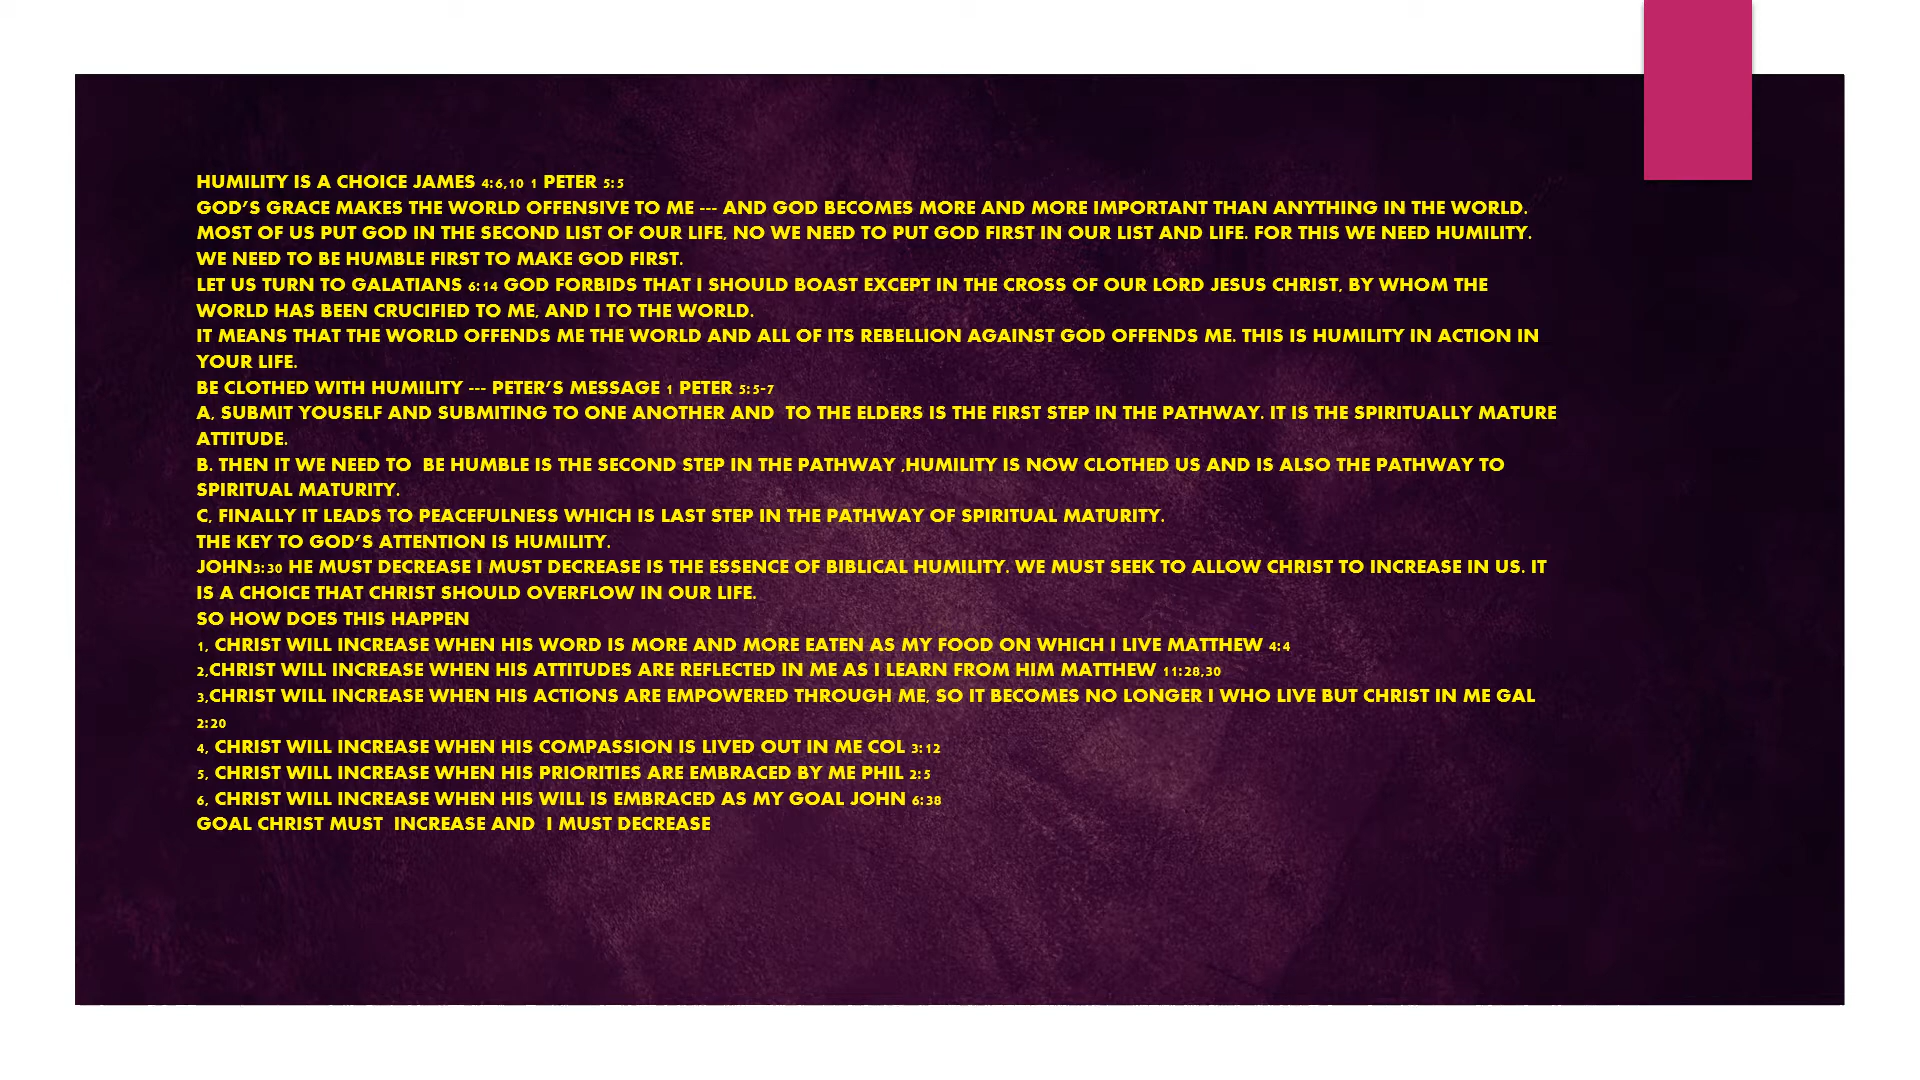 HUMILITY IS A CHOICE JAMES 4:6,10 1 PETER 5:5
GOD'S GRACE MAKES THE WORLD OFFENSIVE TO ME --- AND GOD BECOMES MORE AND MORE IMPORTANT THAN ANYTHING IN THE WORLD.
MOST OF US PUT GOD IN THE SECOND LIST OF OUR LIFE, NO WE NEED TO PUT GOD FIRST IN OUR LIST AND LIFE. FOR THIS WE NEED HUMILITY.
WE NEED TO BE HUMBLE FIRST TO MAKE GOD FIRST.
LET US TURN TO GALATIANS 6:14 GOD FORBIDS THAT I SHOULD BOAST EXCEPT IN THE CROSS OF OUR LORD JESUS CHRIST, BY WHOM THE
WORLD HAS BEEN CRUCIFIED TO ME, AND I TO THE WORLD.
IT MEANS THAT THE WORLD OFFENDS ME THE WORLD AND ALL OF ITS REBELLION AGAINST GOD OFFENDS ME. THIS IS HUMILITY IN ACTION IN
YOUR LIFE.
BE CLOTHED WITH HUMILITY --- PETER'S MESSAGE 1 PETER 5:5-7
A, SUBMIT YOUSELF AND SUBMITING TO ONE ANOTHER AND  TO THE ELDERS IS THE FIRST STEP IN THE PATHWAY. IT IS THE SPIRITUALLY MATURE
ATTITUDE.
B. THEN IT WE NEED TO  BE HUMBLE IS THE SECOND STEP IN THE PATHWAY ,HUMILITY IS NOW CLOTHED US AND IS ALSO THE PATHWAY TO
SPIRITUAL MATURITY.
C, FINALLY IT LEADS TO PEACEFULNESS WHICH IS LAST STEP IN THE PATHWAY OF SPIRITUAL MATURITY.
THE KEY TO GOD'S ATTENTION IS HUMILITY.
JOHN3:30 HE MUST DECREASE I MUST DECREASE IS THE ESSENCE OF BIBLICAL HUMILITY. WE MUST SEEK TO ALLOW CHRIST TO INCREASE IN US. IT
IS A CHOICE THAT CHRIST SHOULD OVERFLOW IN OUR LIFE.
SO HOW DOES THIS HAPPEN
1, CHRIST WILL INCREASE WHEN HIS WORD IS MORE AND MORE EATEN AS MY FOOD ON WHICH I LIVE MATTHEW 4:4
2,CHRIST WILL INCREASE WHEN HIS ATTITUDES ARE REFLECTED IN ME AS I LEARN FROM HIM MATTHEW 11:28,30
3,CHRIST WILL INCREASE WHEN HIS ACTIONS ARE EMPOWERED THROUGH ME, SO IT BECOMES NO LONGER I WHO LIVE BUT CHRIST IN ME GAL
2:20
4, CHRIST WILL INCREASE WHEN HIS COMPASSION IS LIVED OUT IN ME COL 3:12
5, CHRIST WILL INCREASE WHEN HIS PRIORITIES ARE EMBRACED BY ME PHIL 2:5
6, CHRIST WILL INCREASE WHEN HIS WILL IS EMBRACED AS MY GOAL JOHN 6:38
GOAL CHRIST MUST  INCREASE AND  I MUST DECREASE